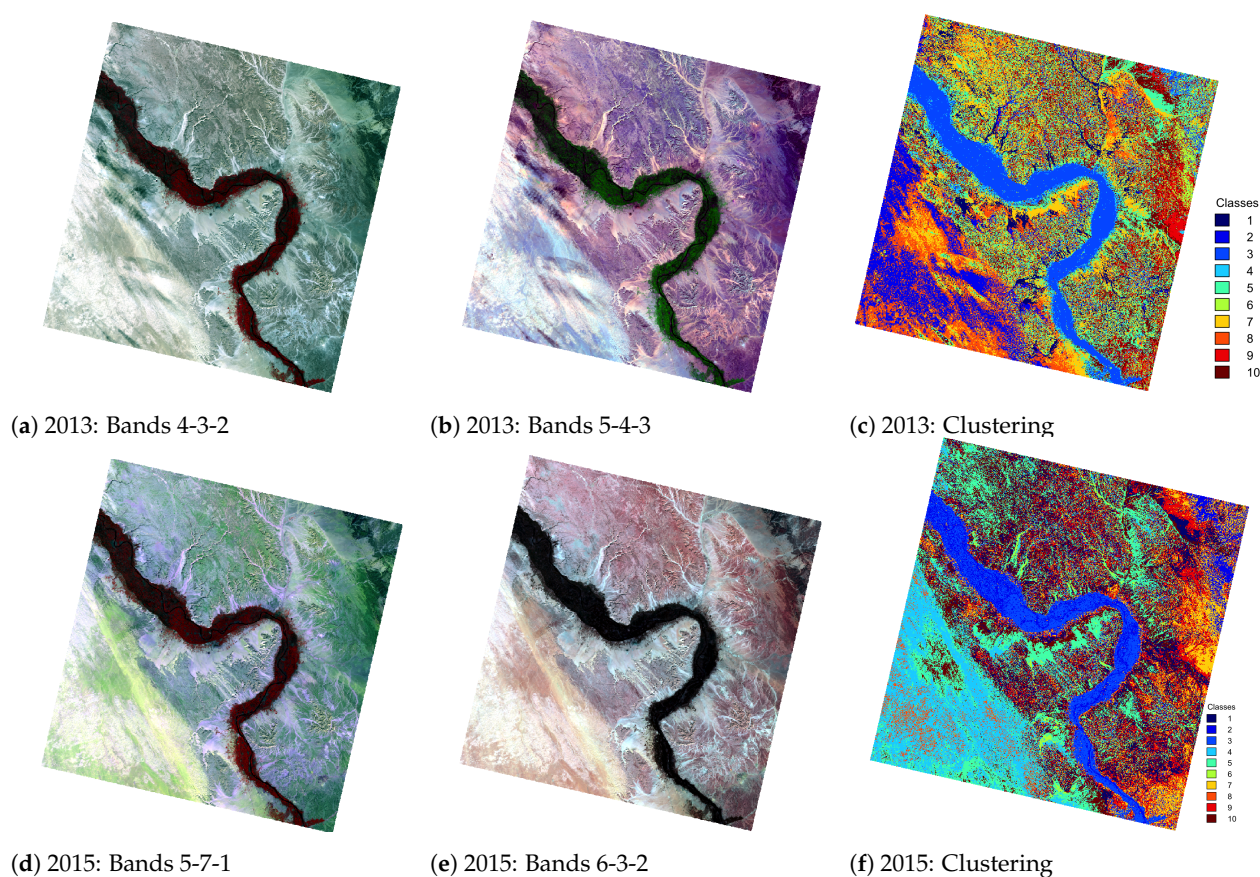 Classes
1
2
3
4
5
6
7
8
9
10
(a) 2013: Bands 4-3-2
(b) 2013: Bands 5-4-3
(c) 2013: Clustering
Classes
1
2
3
4
5
6
7
8
9
10
(d) 2015: Bands 5-7-1
(e) 2015: Bands 6-3-2
(f) 2015: Clustering